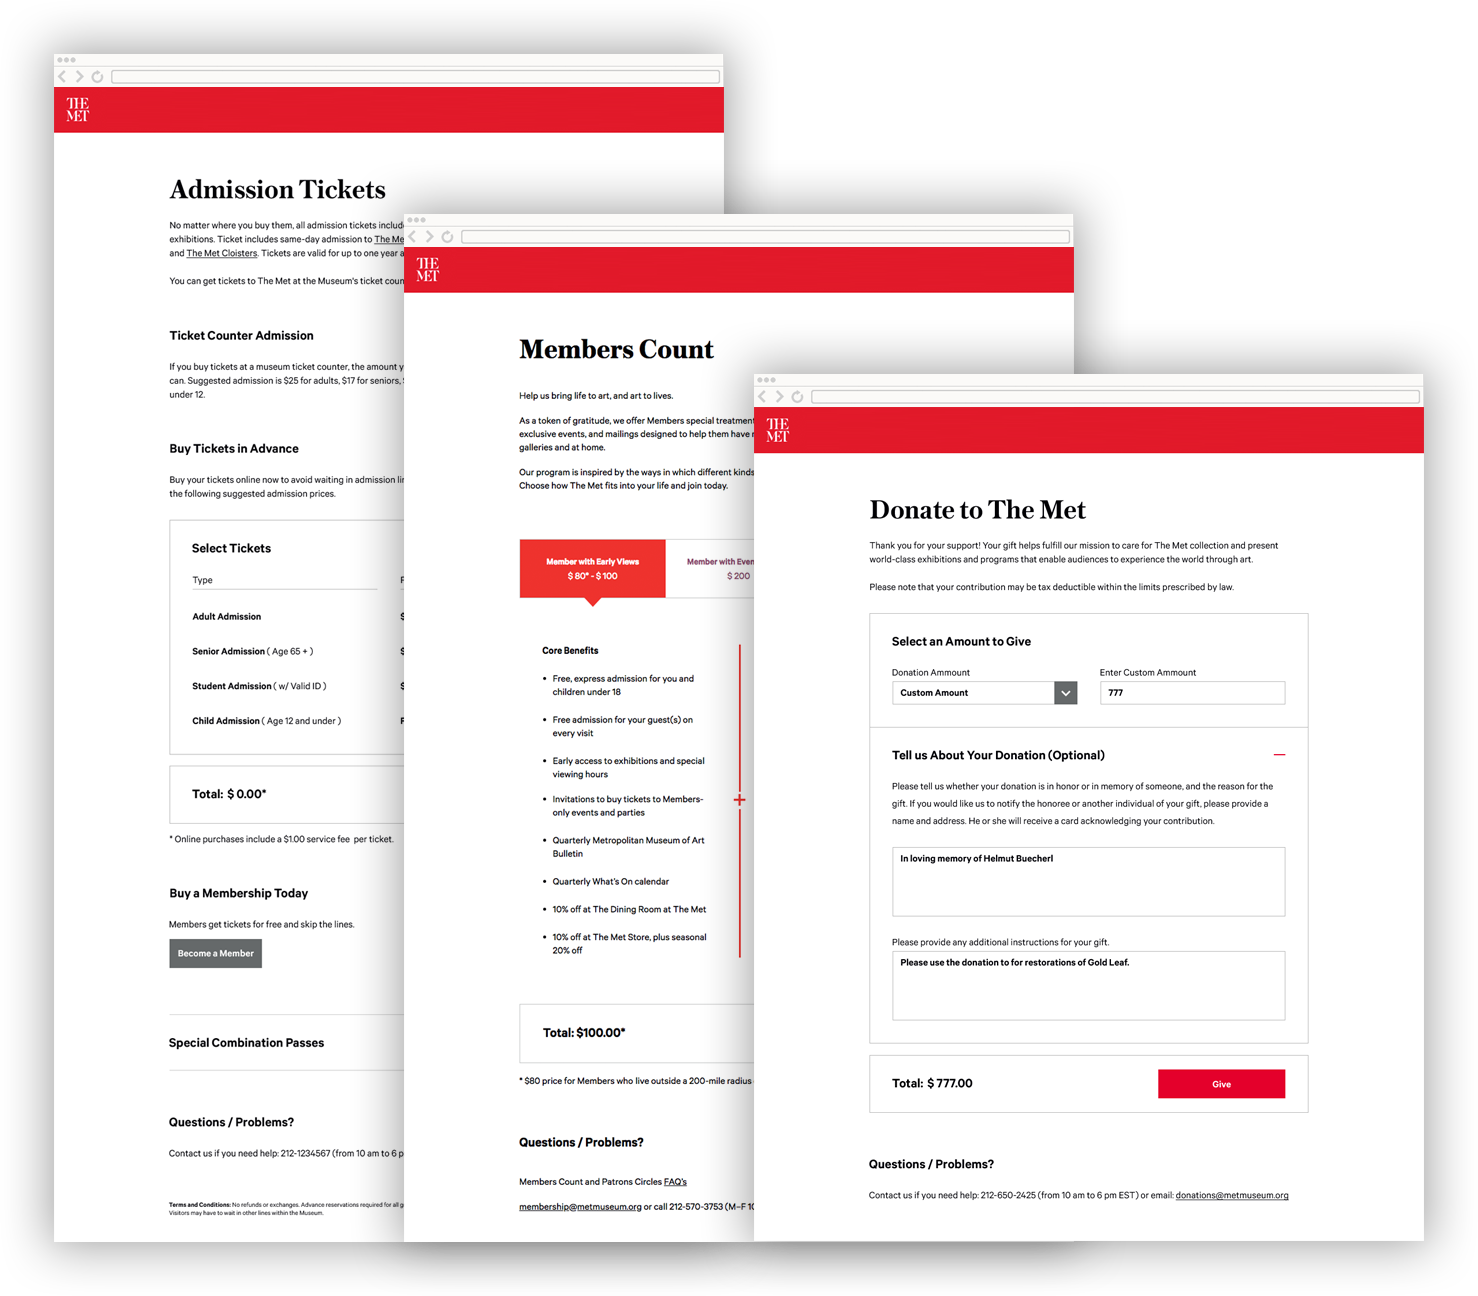 THE
MET
Admission Tickets
No matter where you buy them, all admission tickets
exhibitions. Ticket includes same-day admission to The
and The Met Cloisters. Tickets are valid for up to one year
You can get tickets to The Met at the Museum's ticket
Ticket Counter Admission
If you buy tickets at a museum ticket counter, the amount
can. Suggested admission is $25 for adults, $17 for seniors,
under 12.
Buy Tickets in Advance
Buy your tickets online now to avoid waiting in admission
the following suggested admission prices.
Select Tickets
Type
Adult Admission
Senior Admission ( Age 65 + )
Student Admission ( w/ Valid ID )
Child Admission ( Age 12 and under )
Total: $ 0.00*
* Online purchases include a $1.00 service fee per ticket.
Buy a Membership Today
Members get tickets for free and skip the lines.
Become a Member
Special Combination Passes
Questions / Problems?
Contact us if you need help: 212-1234567 (from 10 am to 6 p
Terms and Conditions: No refunds or exchanges. Advance reservations required for all
Visitors may have to wait in other lines within the Museum.
THE
MET
Members Count
Help us bring life to art, and art to lives.
As a token of gratitude, we offer Members special treatment
exclusive events, and mailings designed to help them have
galleries and at home.
Our program is inspired by the ways in which different kinds
Choose how The Met fits into your life and join today.
Member with Early Views
$ 80* - $ 100
Member with Even
$ 200
Core Benefits
• Free, express admission for you and
children under 18
• Free admission for your guest(s) on
every visit
• Early access to exhibitions and special
viewing hours
• Invitations to buy tickets to Members-
only events and parties
• Quarterly Metropolitan Museum of Art
Bulletin
• Quarterly What's On calendar
• 10% off at The Dining Room at The Met
• 10% off at The Met Store, plus seasonal
20% off
Total: $100.00*
* $80 price for Members who live outside a 200-mile radius
Questions / Problems?
Members Count and Patrons Circles FAQ's
membership@metmuseum.org or call 212-570-3753 (M–F 10
THE
MET
Donate to The Met
Thank you for your support! Your gift helps fulfill our mission to care for The Met collection and present
world-class exhibitions and programs that enable audiences to experience the world through art.
Please note that your contribution may be tax deductible within the limits prescribed by law.
Select an Amount to Give
Donation Ammount
Enter Custom Ammount
Custom Amount
777
Tell us About Your Donation (Optional)
Please tell us whether your donation is in honor or in memory of someone, and the reason for the
gift. If you would like us to notify the honoree or another individual of your gift, please provide a
name and address. He or she will receive a card acknowledging your contribution.
In loving memory of Helmut Buecherl
Please provide any additional instructions for your gift.
Please use the donation to for restorations of Gold Leaf.
Total: $ 777.00
Give
Questions / Problems?
Contact us if you need help: 212-650-2425 (from 10 am to 6 pm EST) or email: donations@metmuseum.org